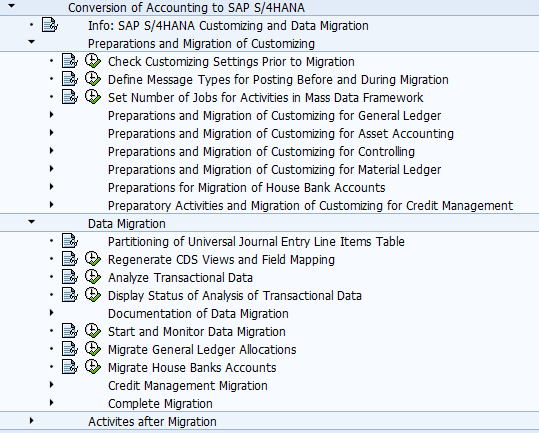 Conversion of Accounting to SAP S/4HANA
Info: SAP S/4HANA Customizing and Data Migration
Preparations and Migration of Customizing
Check Customizing Settings Prior to Migration
Define Message Types for Posting Before and During Migration
Set Number of Jobs for Activities in Mass Data Framework
Preparations and Migration of Customizing for General Ledger
Preparations and Migration of Customizing for Asset Accounting
Preparations and Migration of Customizing for Controlling
Preparations and Migration of Customizing for Material Ledger
Preparations for Migration of House Bank Accounts
Preparatory Activities and Migration of Customizing for Credit Management
Data Migration
Partitioning of Universal Journal Entry Line Items Table
Regenerate CDS Views and Field Mapping
Analyze Transactional Data
Display Status of Analysis of Transactional Data
Documentation of Data Migration
Start and Monitor Data Migration
Migrate General Ledger Allocations
Migrate House Banks Accounts
Credit Management Migration
Complete Migration
Activites after Migration